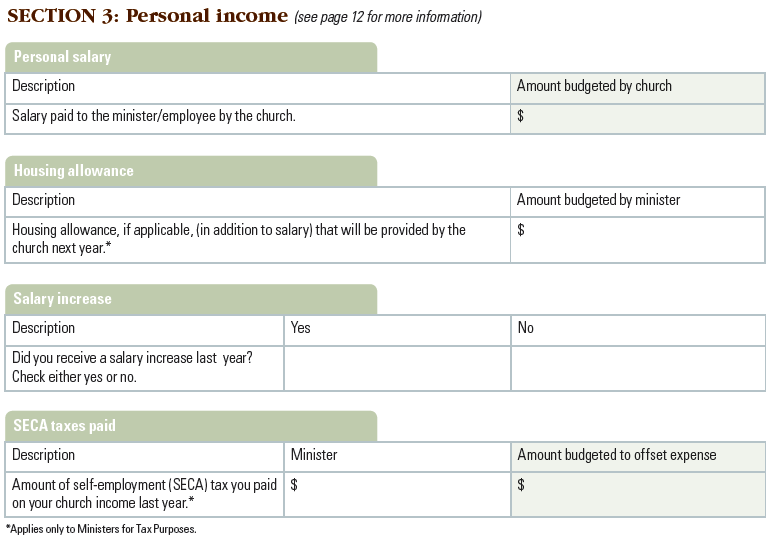 SECTION 3: Personal income (see page 12 for more information)
Personal salary
Description Amount budgeted by church
Salary paid to the minister/employee by the church. $
Housing allowance
Description Amount budgeted by minister
Housing allowance, if applicable, (in addition to salary) that will be provided by the $
church next year.*
Salary increase
Description Yes No
Did you receive a salary increase last year?
Check either yes or no.
SECA taxes paid
Description Minister Amount budgeted to offset expense
Amount of self-employment (SECA) tax you paid $ $
on your church income last year.*
*Applies only to Ministers for Tax Purposes.